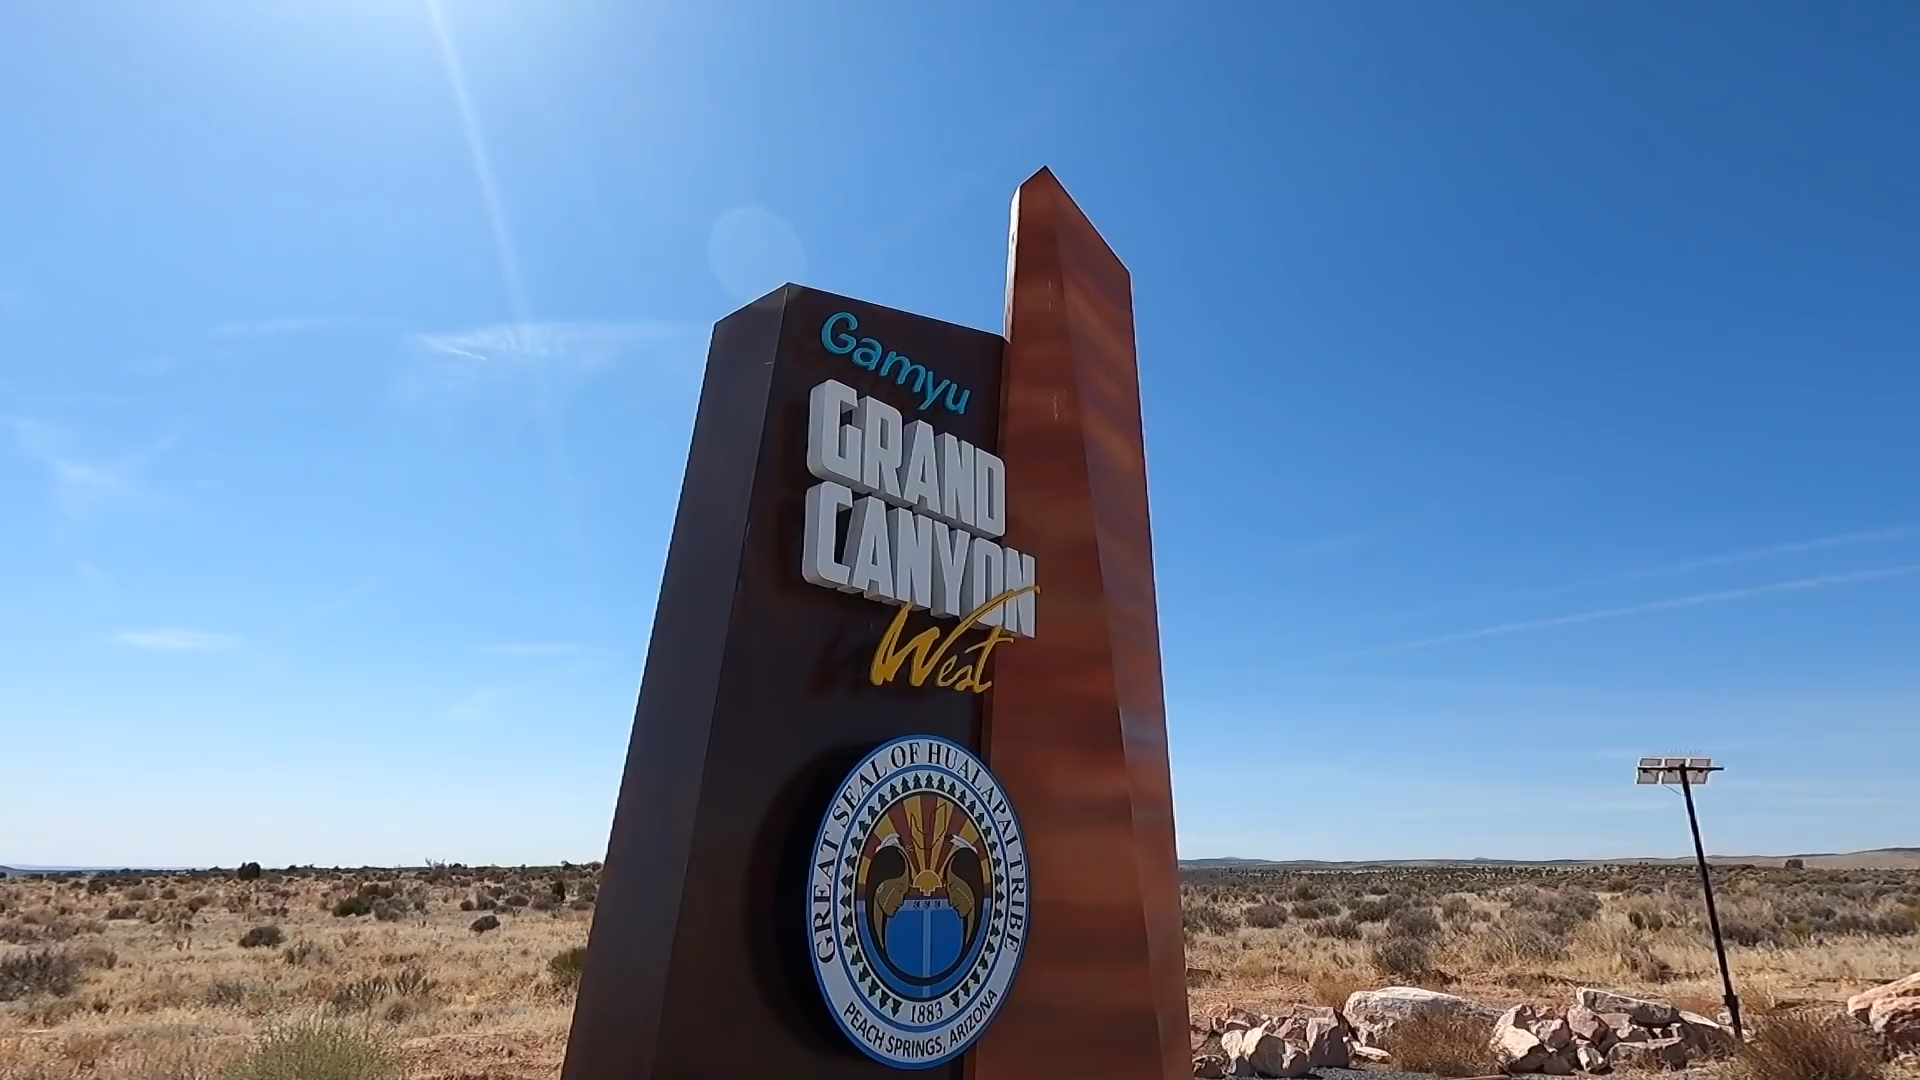 Gamyu
GRAND
CANYON
West
GREAT SEAL OF HUALAPAI TRIBE
1883
PEACH SPRINGS, ARIZONA